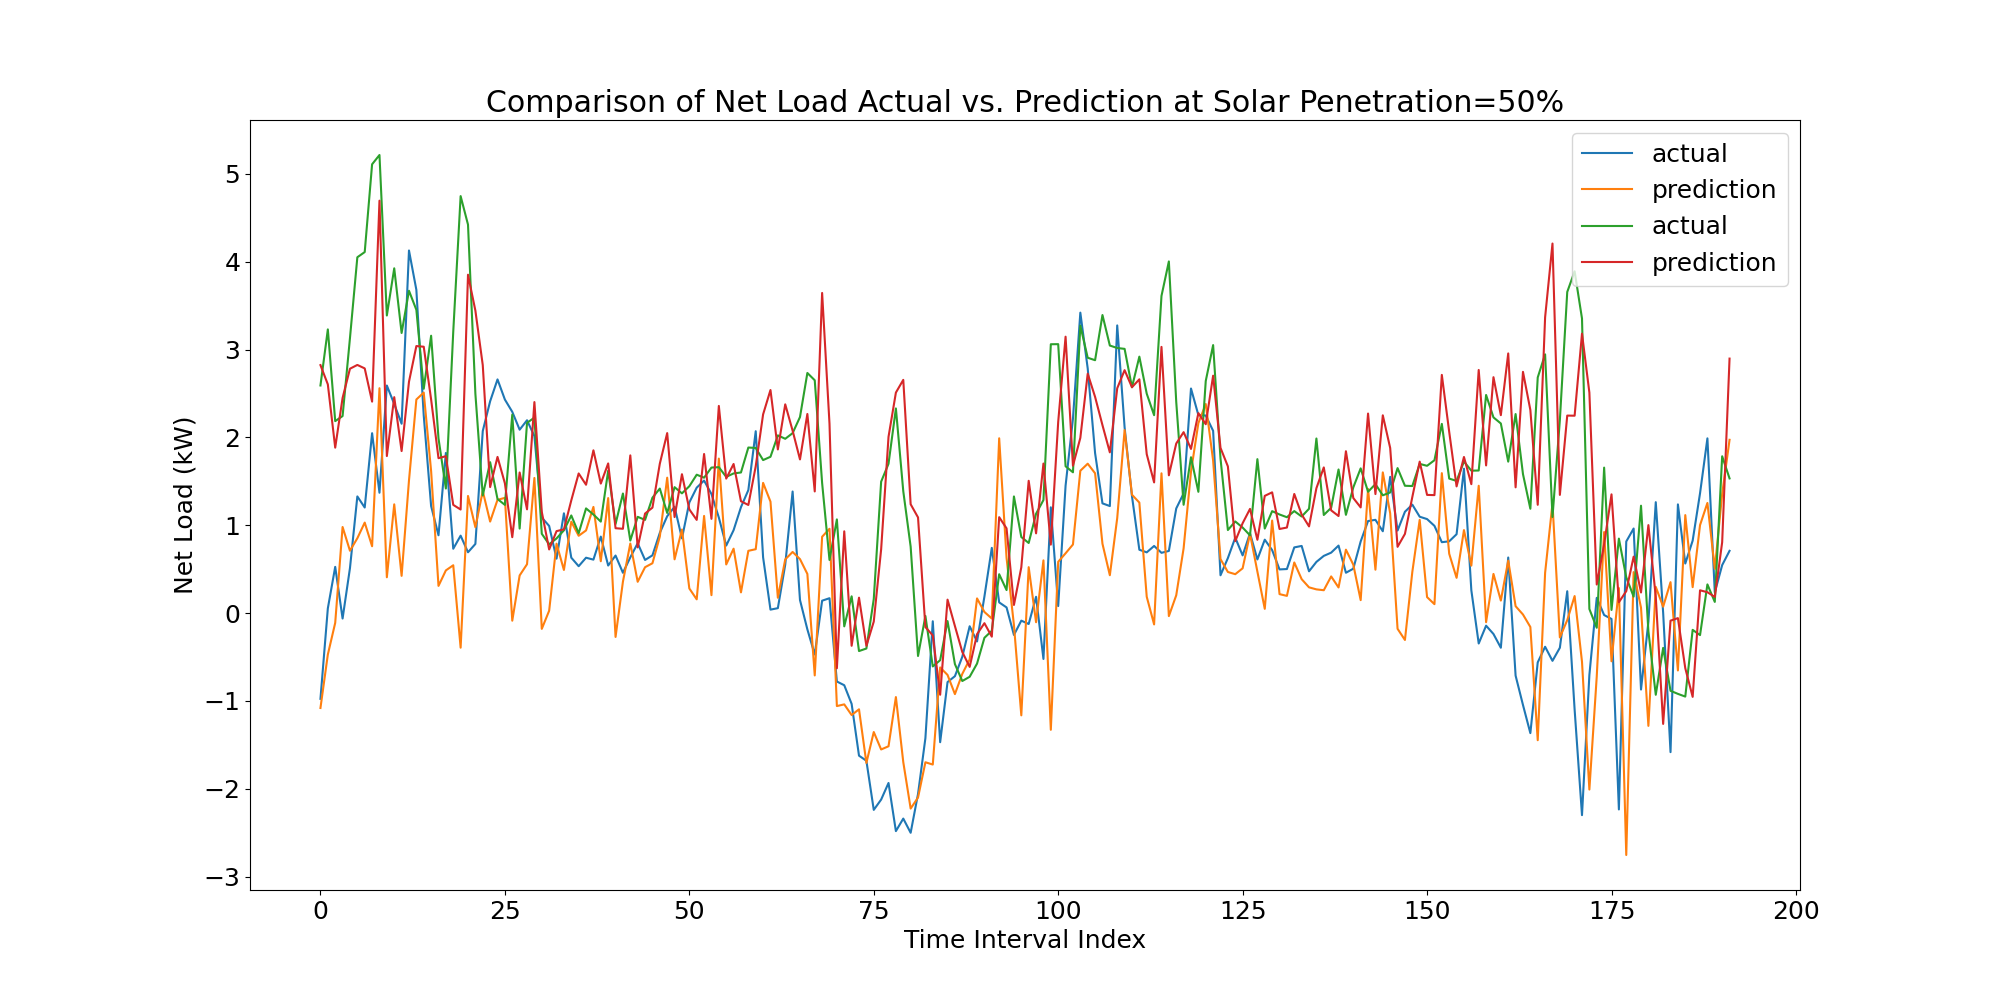 Comparison of Net Load Actual vs. Prediction at Solar Penetration=50%
actual
prediction
actual
prediction
Net Load (kW)
5
4
3
2
1
0
−1
−2
−3
0 25 50 75 100 125 150 175 200
Time Interval Index